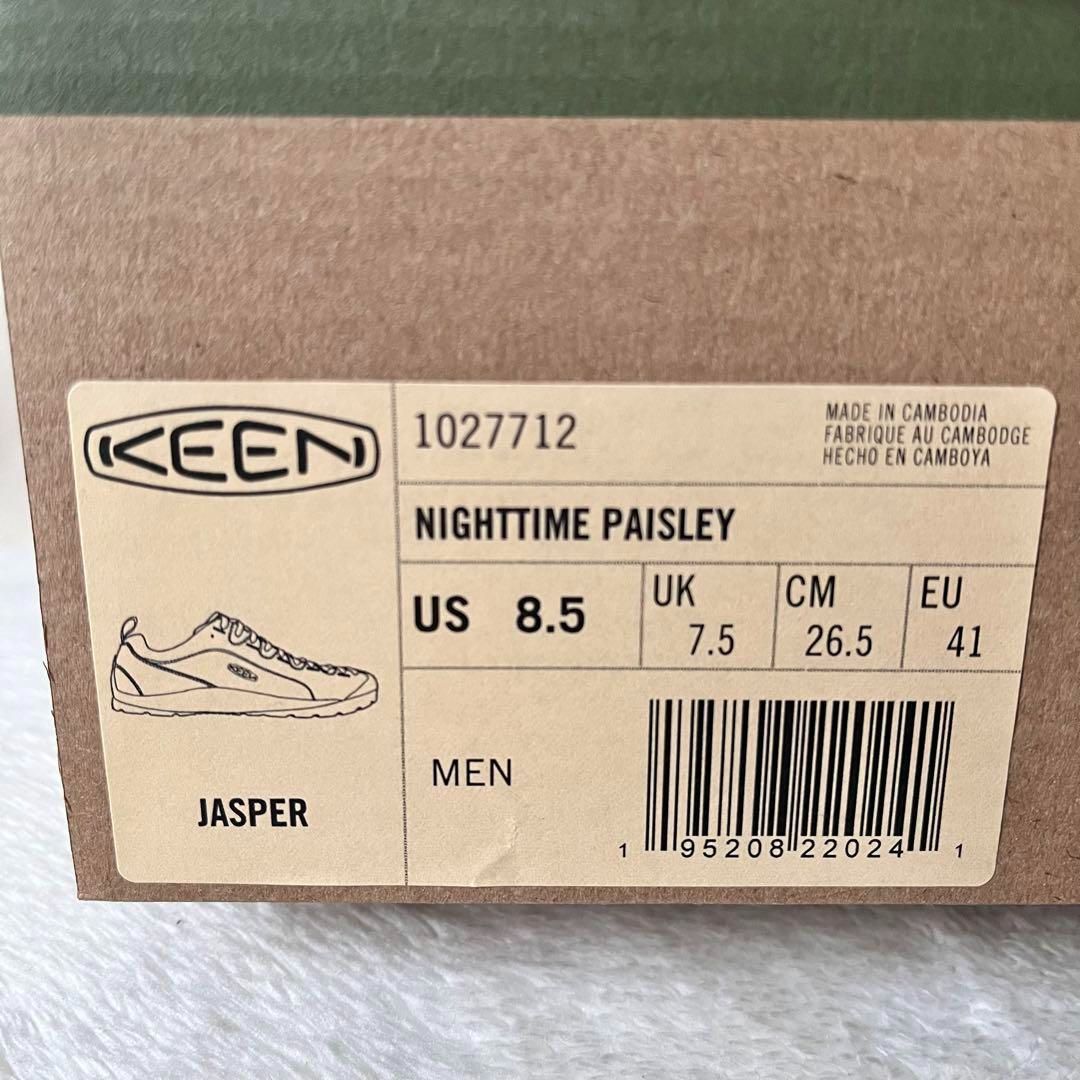 KEEN
1027712
MADE IN CAMBODIA
FABRIQUE AU CAMBODGE
HECHO EN CAMBOYA
NIGHTTIME PAISLEY
US 8.5
UK 7.5
CM 26.5
EU 41
KEEN
JASPER
MEN
1 95208 22024 1